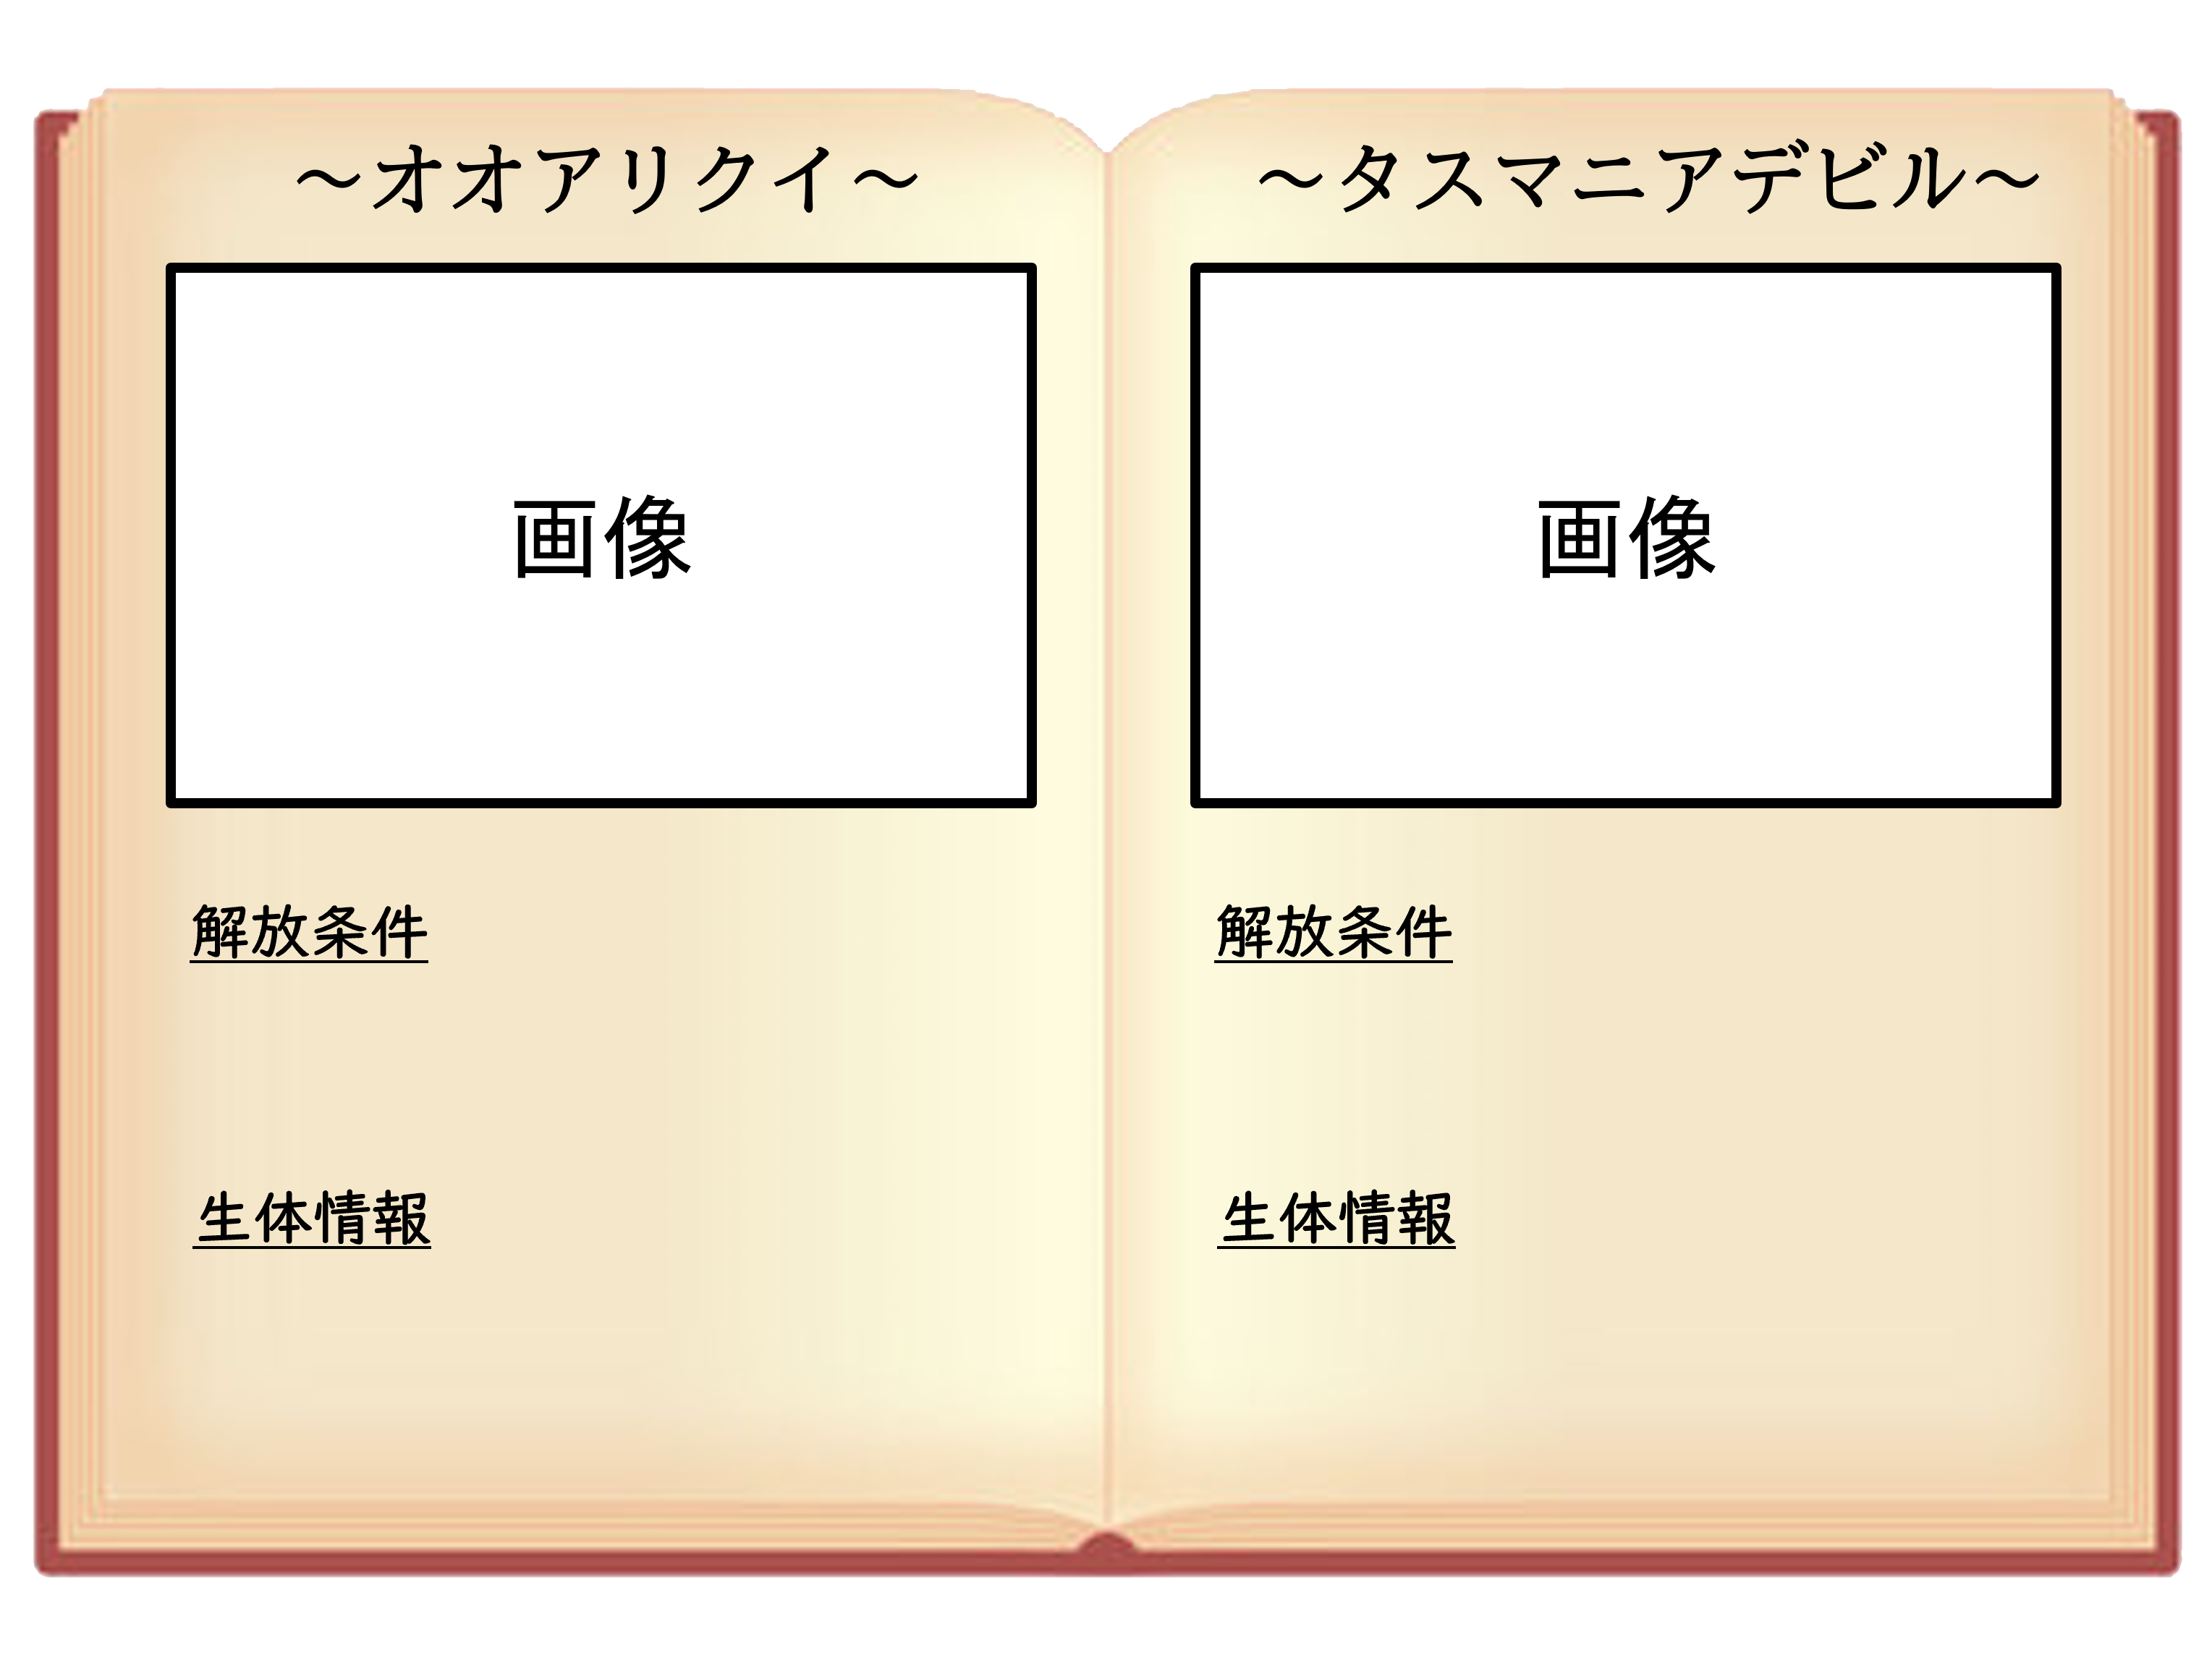 ～オオアリクイ～
画像
解放条件
生体情報
～タスマニアデビル～
画像
解放条件
生体情報